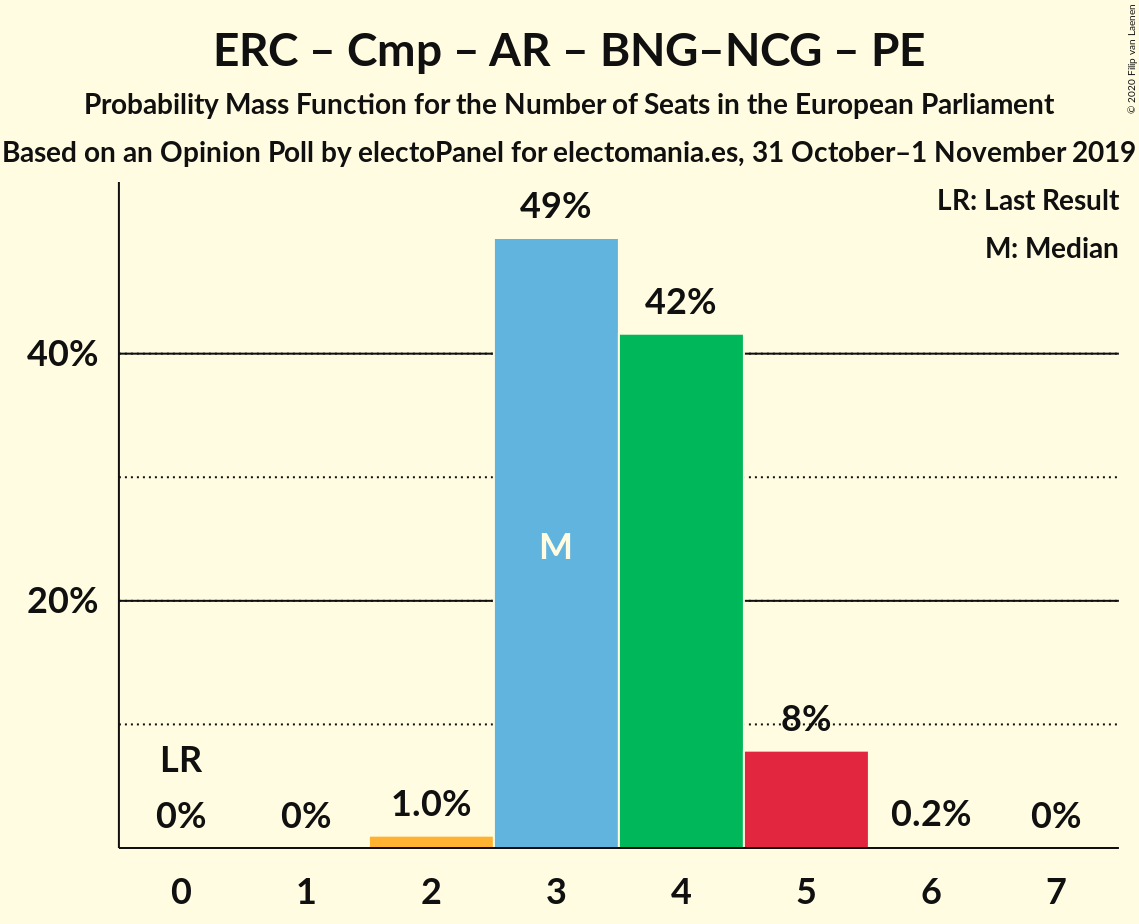 ERC – Cmp – AR – BNG–NCG – PE
Probability Mass Function for the Number of Seats in the European Parliament
Based on an Opinion Poll by electoPanel for electomania.es, 31 October–1 November 2019
© 2020 Filip van Laenen
LR: Last Result
M: Median
49%
42%
40%
M
20%
8%
LR
0%
0%
1.0%
0.2%
0%
0 1 2 3 4 5 6 7